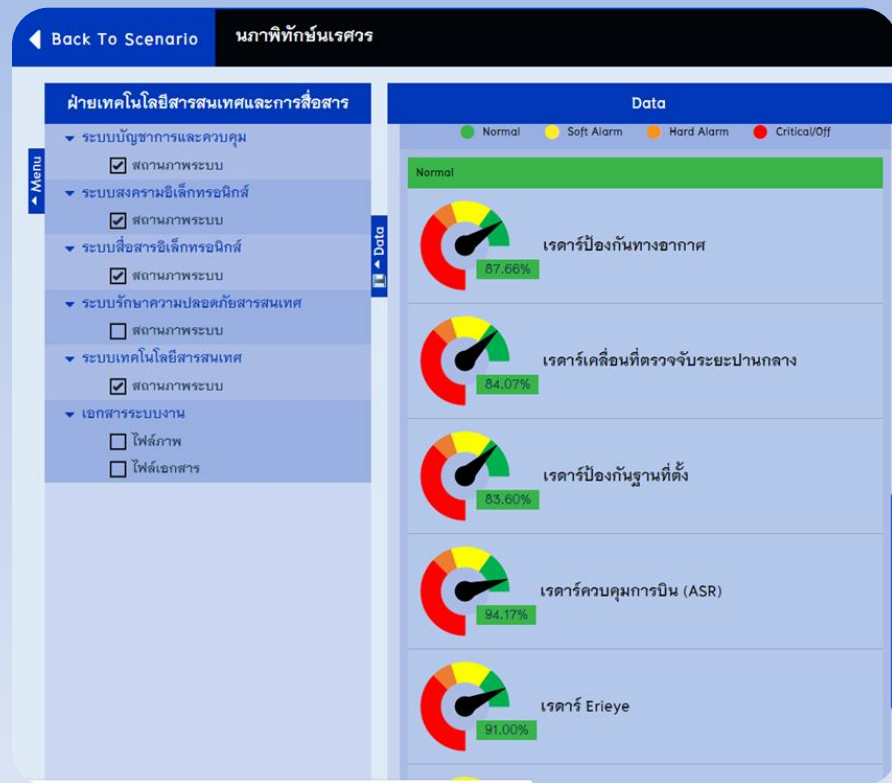 Back To Scenario
นภาพิทักษ์นเรศวร
Menu
ฝ่ายเทคโนโลยีสารสนเทศและการสื่อสาร
ระบบบัญชาการและควบคุม
สถานภาพระบบ
ระบบสงครามอิเล็กทรอนิกส์
สถานภาพระบบ
ระบบสื่อสารอิเล็กทรอนิกส์
สถานภาพระบบ
ระบบรักษาความปลอดภัยสารสนเทศ
สถานภาพระบบ
ระบบเทคโนโลยีสารสนเทศ
สถานภาพระบบ
เอกสารระบบงาน
ไฟล์ภาพ
ไฟล์เอกสาร
Data
Data
Normal Soft Alarm Hard Alarm Critical/Off
Normal
เรดาร์ป้องกันทางอากาศ
87.66%
เรดาร์เคลื่อนที่ตรวจจับระยะปานกลาง
84.07%
เรดาร์ป้องกันฐานที่ตั้ง
83.60%
เรดาร์ควบคุมการบิน (ASR)
94.17%
เรดาร์ Erieye
91.00%